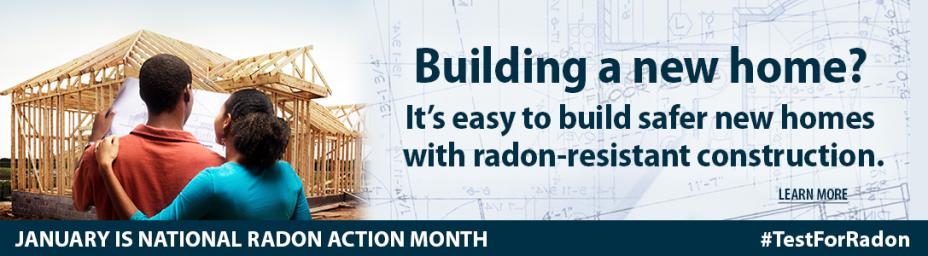 Building a new home?
It's easy to build safer new homes
with radon-resistant construction.
LEARN MORE
JANUARY IS NATIONAL RADON ACTION MONTH
#TestForRadon